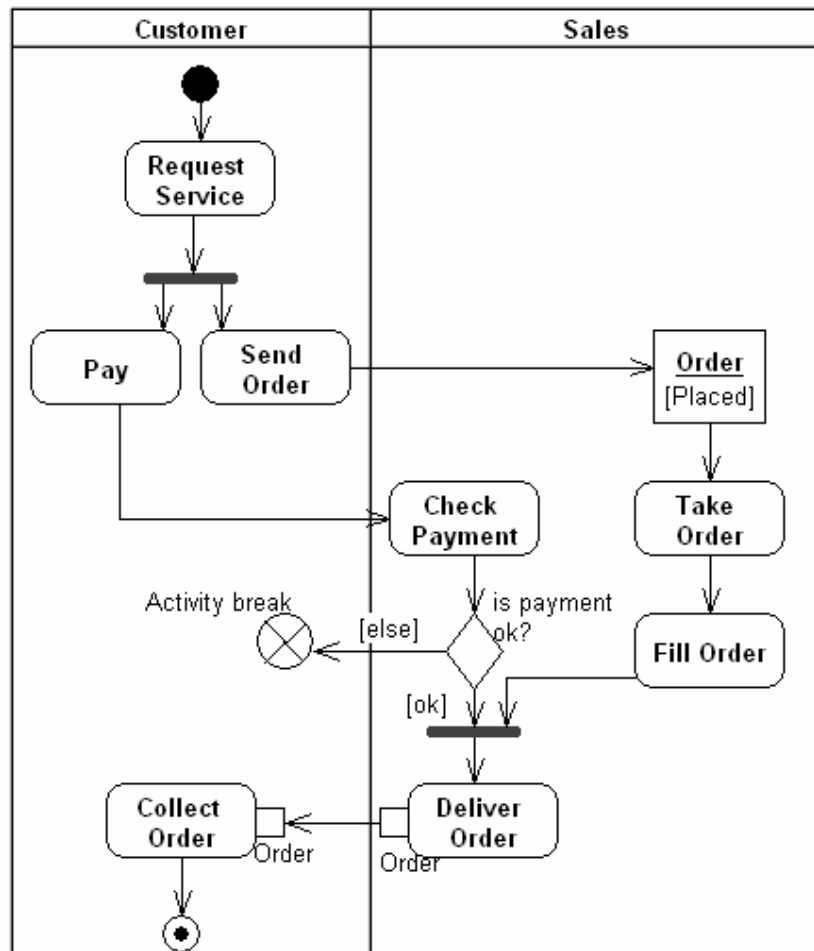 Customer
Sales
Request
Service
Pay
Send
Order
Order
[Placed]
Check
Payment
Take
Order
Activity break
[else]
is payment
ok?
Fill Order
[ok]
Collect
Order
Order
Deliver
Order
Order